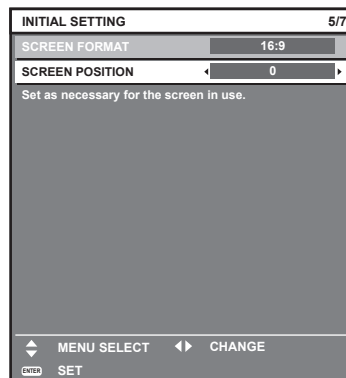 INITIAL SETTING 5/7
SCREEN FORMAT 16:9
SCREEN POSITION 0
Set as necessary for the screen in use.
MENU SELECT CHANGE
ENTER SET